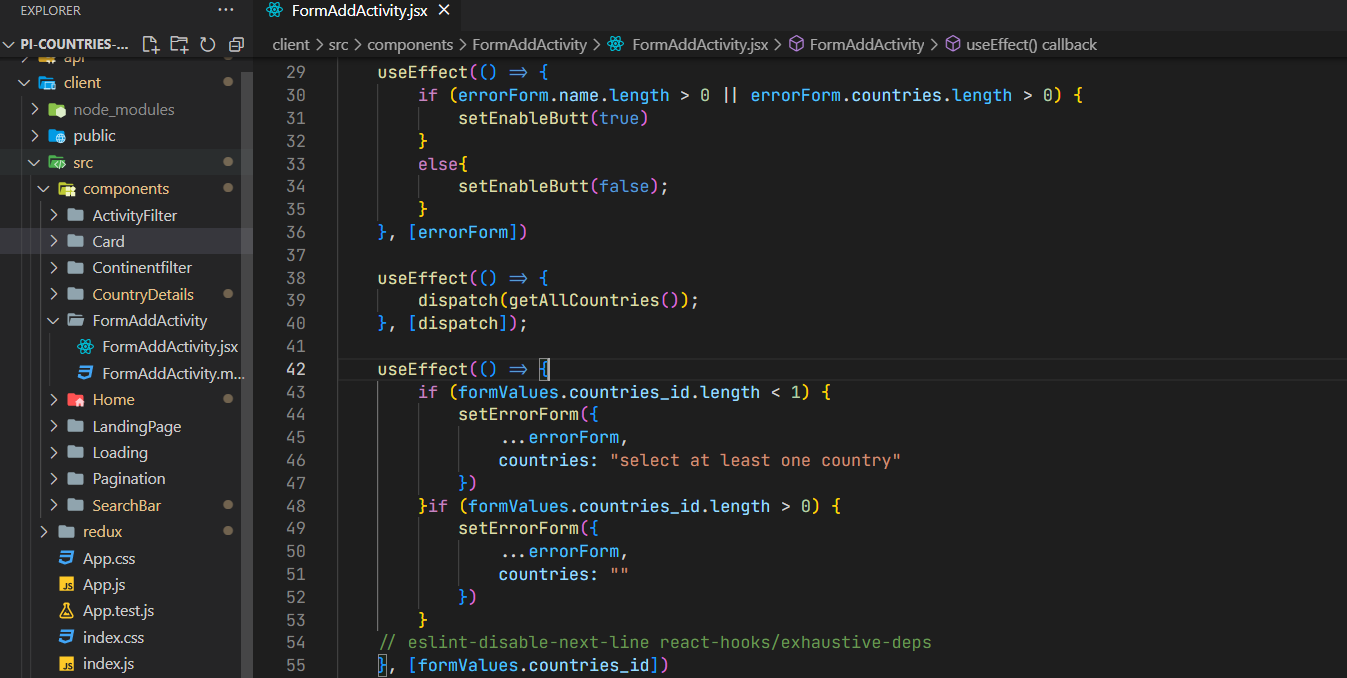 EXPLORER ...
PI-COUNTRIES-...
api
client
node_modules
public
src
components
ActivityFilter
Card
Continentfilter
CountryDetails
FormAddActivity
FormAddActivity.jsx
FormAddActivity.m...
Home
LandingPage
Loading
Pagination
SearchBar
redux
App.css
JS App.js
App.test.js
index.css
JS index.js
FormAddActivity.jsx ×
client > src > components > FormAddActivity > FormAddActivity.jsx > FormAddActivity > useEffect() callback
29 useEffect(() => {
30 if (errorForm.name.length > 0 || errorForm.countries.length > 0) {
31 setEnableButt(true)
32 }
33 else{
34 setEnableButt(false);
35 }
36 }, [errorForm])
37
38 useEffect(() => {
39 dispatch(getAllCountries());
40 }, [dispatch]);
41
42 useEffect(() => {
43 if (formValues.countries_id.length < 1) {
44 setErrorForm({
45 ...errorForm,
46 countries: "select at least one country"
47 })
48 }if (formValues.countries_id.length > 0) {
49 setErrorForm({
50 ...errorForm,
51 countries: ""
52 })
53 }
54 // eslint-disable-next-line react-hooks/exhaustive-deps
55 }, [formValues.countries_id])